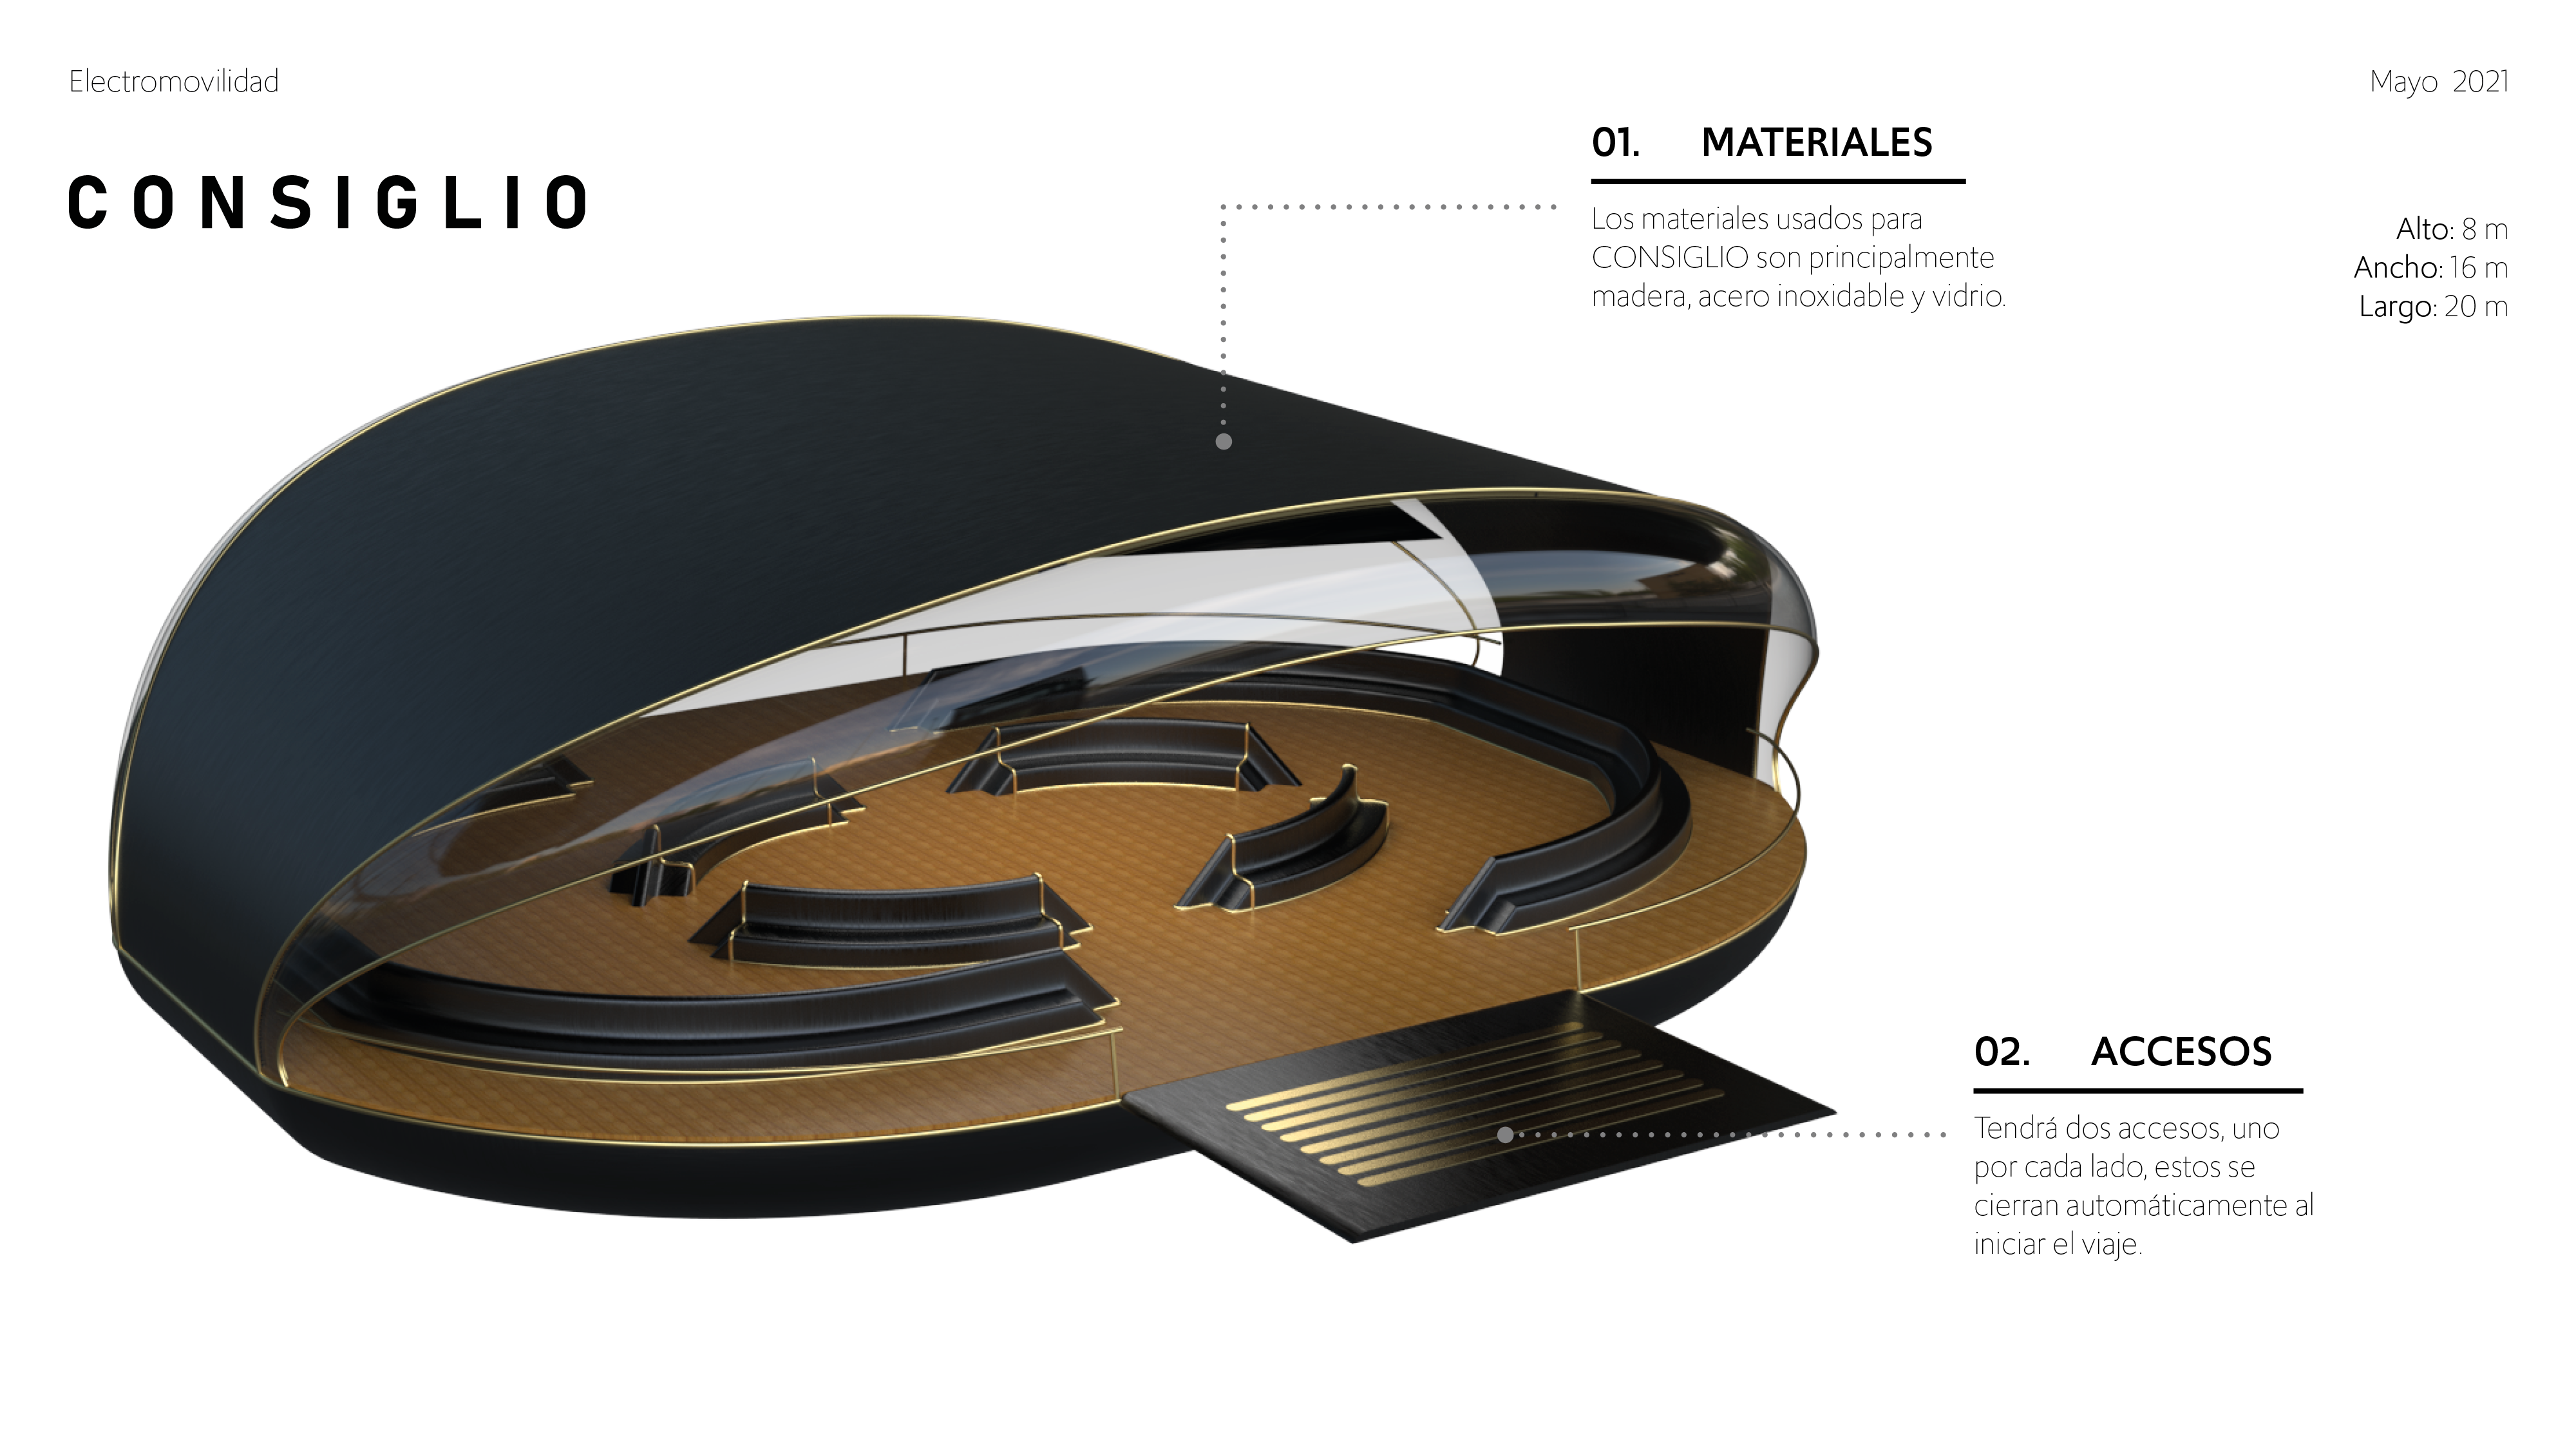 Electromovilidad
Mayo 2021
CONSIGLIO
01. MATERIALES
Los materiales usados para
CONSIGLIO son principalmente
madera, acero inoxidable y vidrio.
Alto: 8 m
Ancho: 16 m
Largo: 20 m
02. ACCESOS
Tendrá dos accesos, uno
por cada lado, estos se
cierran automáticamente al
iniciar el viaje.